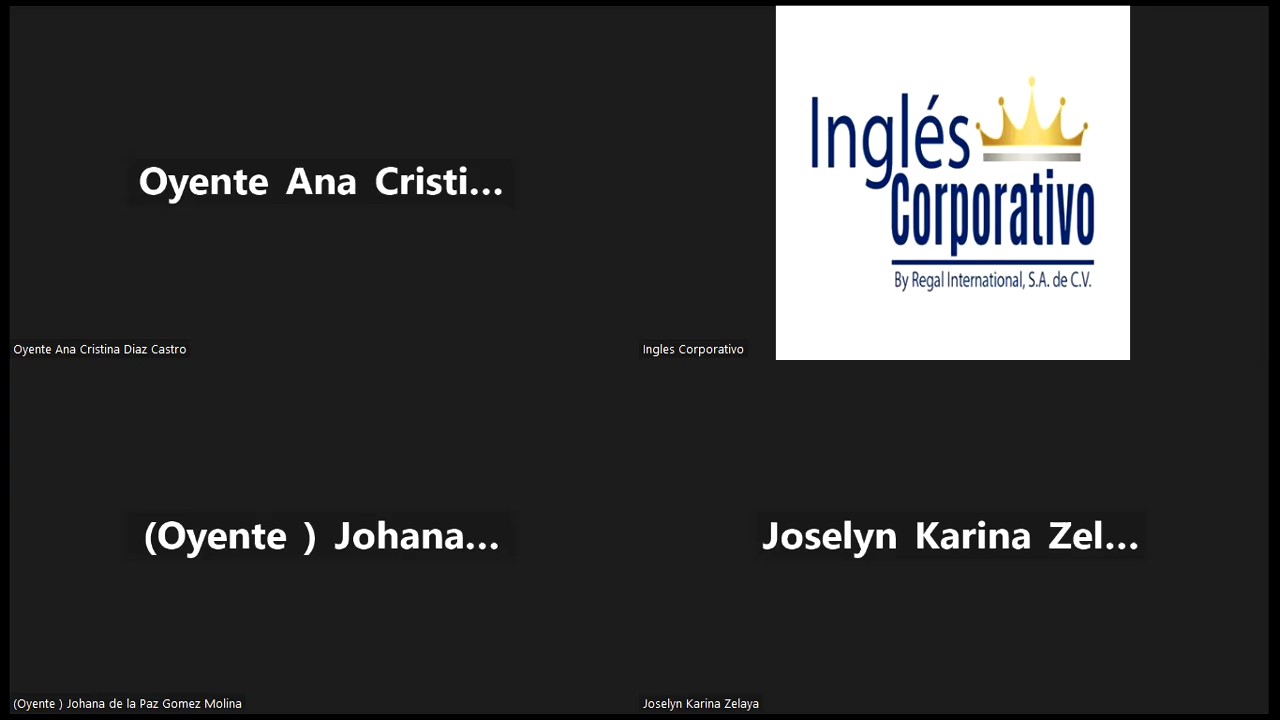 Oyente Ana Cristi...
Oyente Ana Cristina Diaz Castro
Inglés
Corporativo
By Regal International, S.A. de C.V.
Ingles Corporativo
(Oyente ) Johana...
(Oyente ) Johana de la Paz Gomez Molina
Joselyn Karina Zel...
Joselyn Karina Zelaya